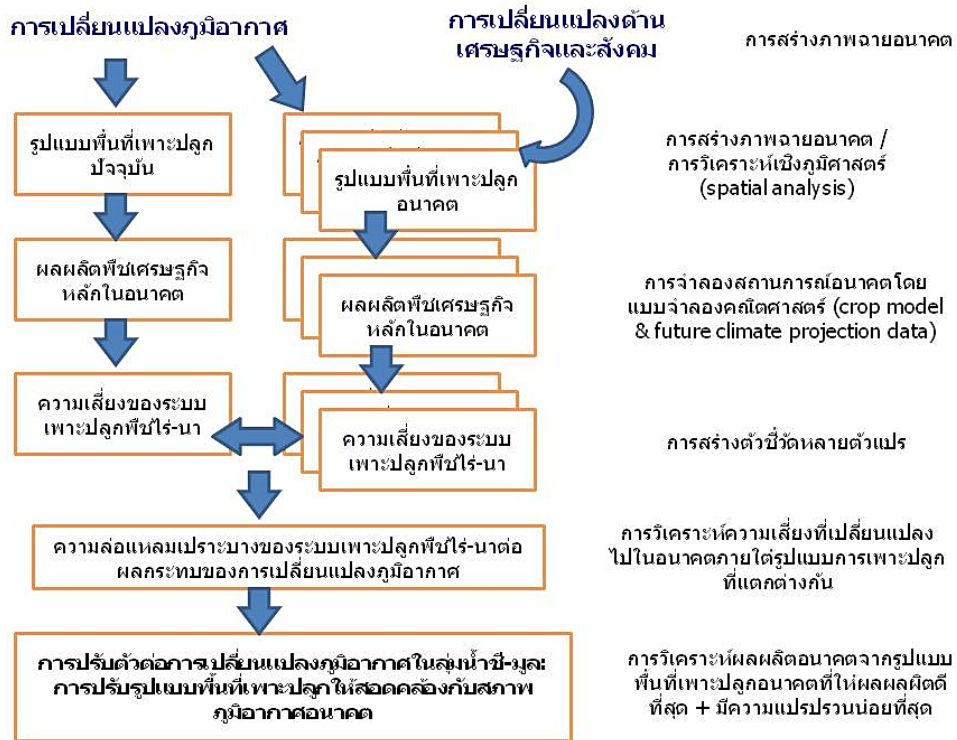 การเปลี่ยนแปลงภูมิอากาศ
การเปลี่ยนแปลงด้าน
เศรษฐกิจและสังคม
การสร้างภาพฉายอนาคต
รูปแบบพื้นที่เพาะปลูก
ปัจจุบัน
รูปแบบพื้นที่เพาะปลูก
อนาคต
การสร้างภาพฉายอนาคต /
การวิเคราะห์เชิงภูมิศาสตร์
(spatial analysis)
ผลผลิตพืชเศรษฐกิจ
หลักในอนาคต
ผลผลิตพืชเศรษฐกิจ
หลักในอนาคต
การจำลองสถานการณ์อนาคตโดย
แบบจำลองคณิตศาสตร์ (crop model
& future climate projection data)
ความเสี่ยงของระบบ
เพาะปลูกพืชไร่-นา
ความเสี่ยงของระบบ
เพาะปลูกพืชไร่-นา
การสร้างตัวชี้วัดหลายตัวแปร
ความล่อแหลมเปราะบางของระบบเพาะปลูกพืชไร่-นาต่อ
ผลกระทบของการเปลี่ยนแปลงภูมิอากาศ
การวิเคราะห์ความเสี่ยงที่เปลี่ยนแปลง
ไปในอนาคตภายใต้รูปแบบการเพาะปลูก
ที่แตกต่างกัน
การปรับตัวต่อการเปลี่ยนแปลงภูมิอากาศในลุ่มน้ำชี-มูล:
การปรับรูปแบบพื้นที่เพาะปลูกให้สอดคล้องกับสภาพ
ภูมิอากาศอนาคต
การวิเคราะห์ผลผลิตอนาคตจากรูปแบบ
พื้นที่เพาะปลูกอนาคตที่ให้ผลผลผลิตดี
ที่สุด + มีความแปรปรวนน่อยที่สุด